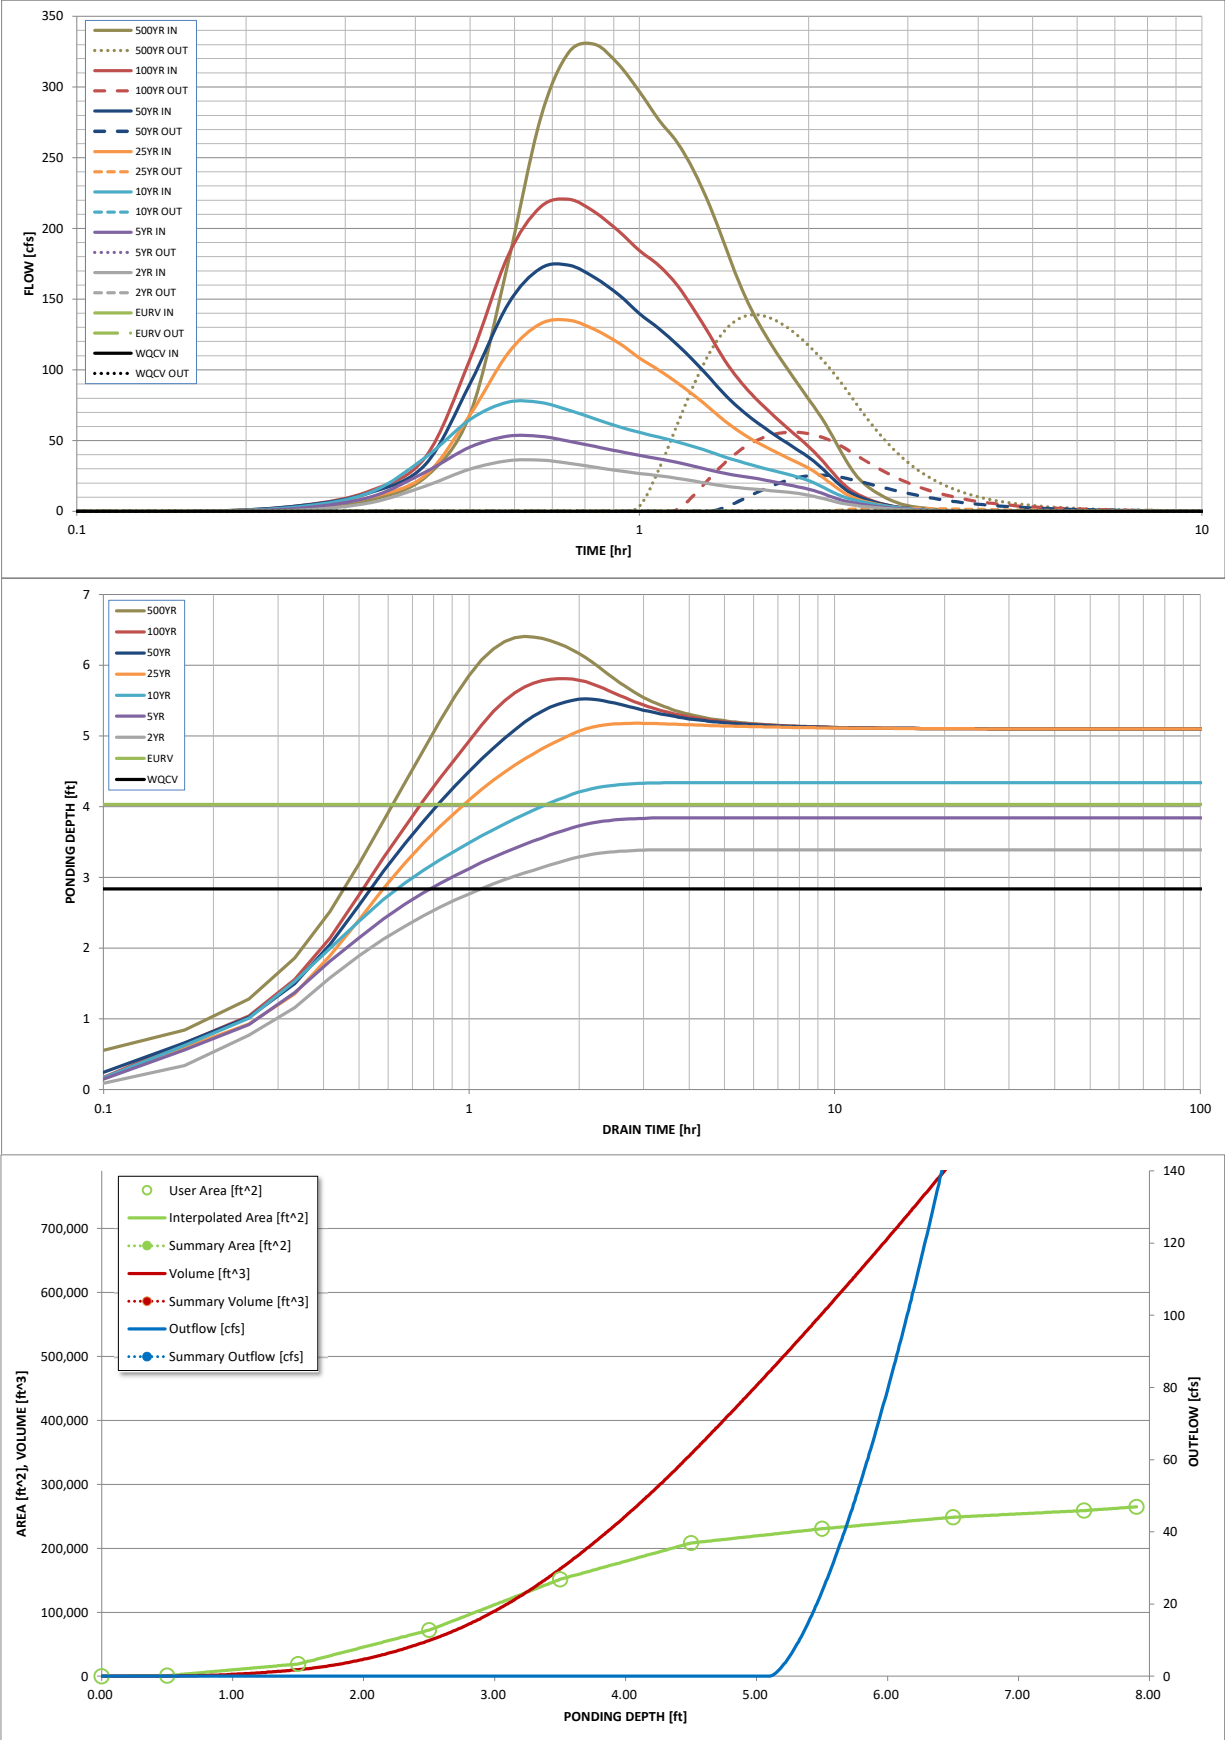 350
300
250
200
150
100
50
0
FLOW [cfs]
500YR IN
500YR OUT
100YR IN
100YR OUT
50YR IN
50YR OUT
25YR IN
25YR OUT
10YR IN
10YR OUT
5YR IN
5YR OUT
2YR IN
2YR OUT
EURV IN
EURV OUT
WQCV IN
WQCV OUT
0.1 1 10
TIME [hr]
7
6
5
4
3
2
1
0
PONDING DEPTH [ft]
500YR
100YR
50YR
25YR
10YR
5YR
2YR
EURV
WQCV
0.1 1 10 100
DRAIN TIME [hr]
User Area [ft^2]
Interpolated Area [ft^2]
Summary Area [ft^2]
Volume [ft^3]
Summary Volume [ft^3]
Outflow [cfs]
Summary Outflow [cfs]
700,000
600,000
500,000
400,000
300,000
200,000
100,000
0
AREA [ft^2], VOLUME [ft^3]
140
120
100
80
60
40
20
0
OUTFLOW [cfs]
0.00 1.00 2.00 3.00 4.00 5.00 6.00 7.00 8.00
PONDING DEPTH [ft]